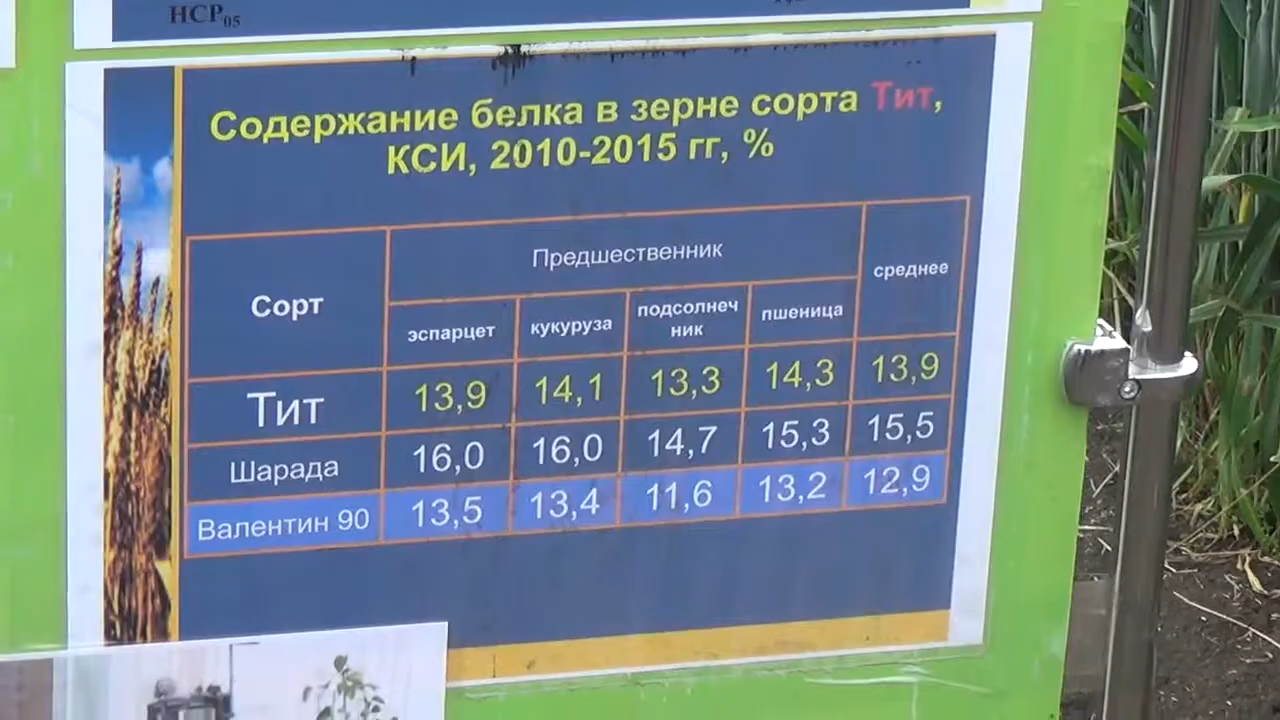 НСР05
Содержание белка в зерне сорта Тит,
КСИ, 2010-2015 гг, %
Сорт
Предшественник
среднее
эспарцет
кукуруза
подсолнеч
ник
пшеница
Тит 13,9 14,1 13,3 14,3 13,9
Шарада 16,0 16,0 14,7 15,3 15,5
Валентин 90 13,5 13,4 11,6 13,2 12,9